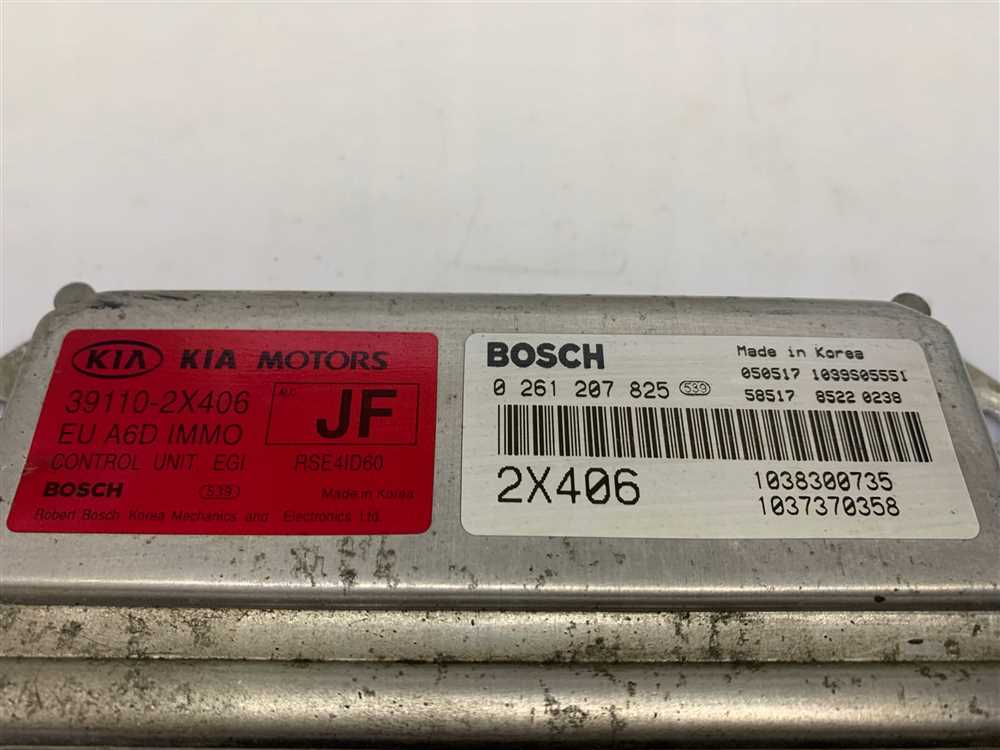 KIA KIA MOTORS
39110-2X406
EU A6D IMMO
CONTROL UNIT EGI
BOSCH 539
JF
RSE4ID60
Made in Korea
Robert Bosch Korea Mechanics and Electronics Ltd.
BOSCH
Made in Korea
0 261 207 825 539
050517 1039S05551
58517 8522 0238
2X406
1038300735
1037370358